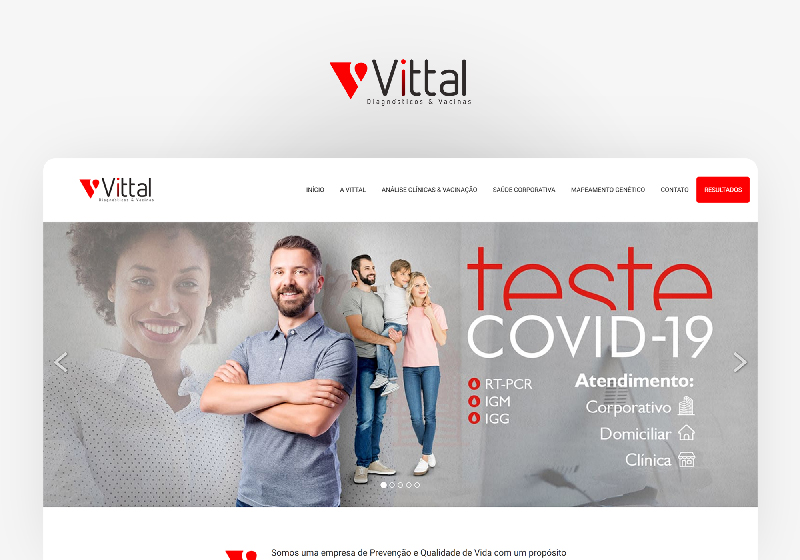 Vittal
Diagnósticos & Vacinas
Vittal
Diagnósticos & Vacinas
INÍCIO A VITTAL ANÁLISE CLÍNICAS & VACINAÇÃO SAÚDE CORPORATIVA MAPEAMENTO GENÉTICO CONTATO RESULTADOS
teste
COVID-19
RT-PCR
IGM
IGG
Atendimento:
Corporativo
Domiciliar
Clínica
Somos uma empresa de Prevenção e Qualidade de Vida com um propósito